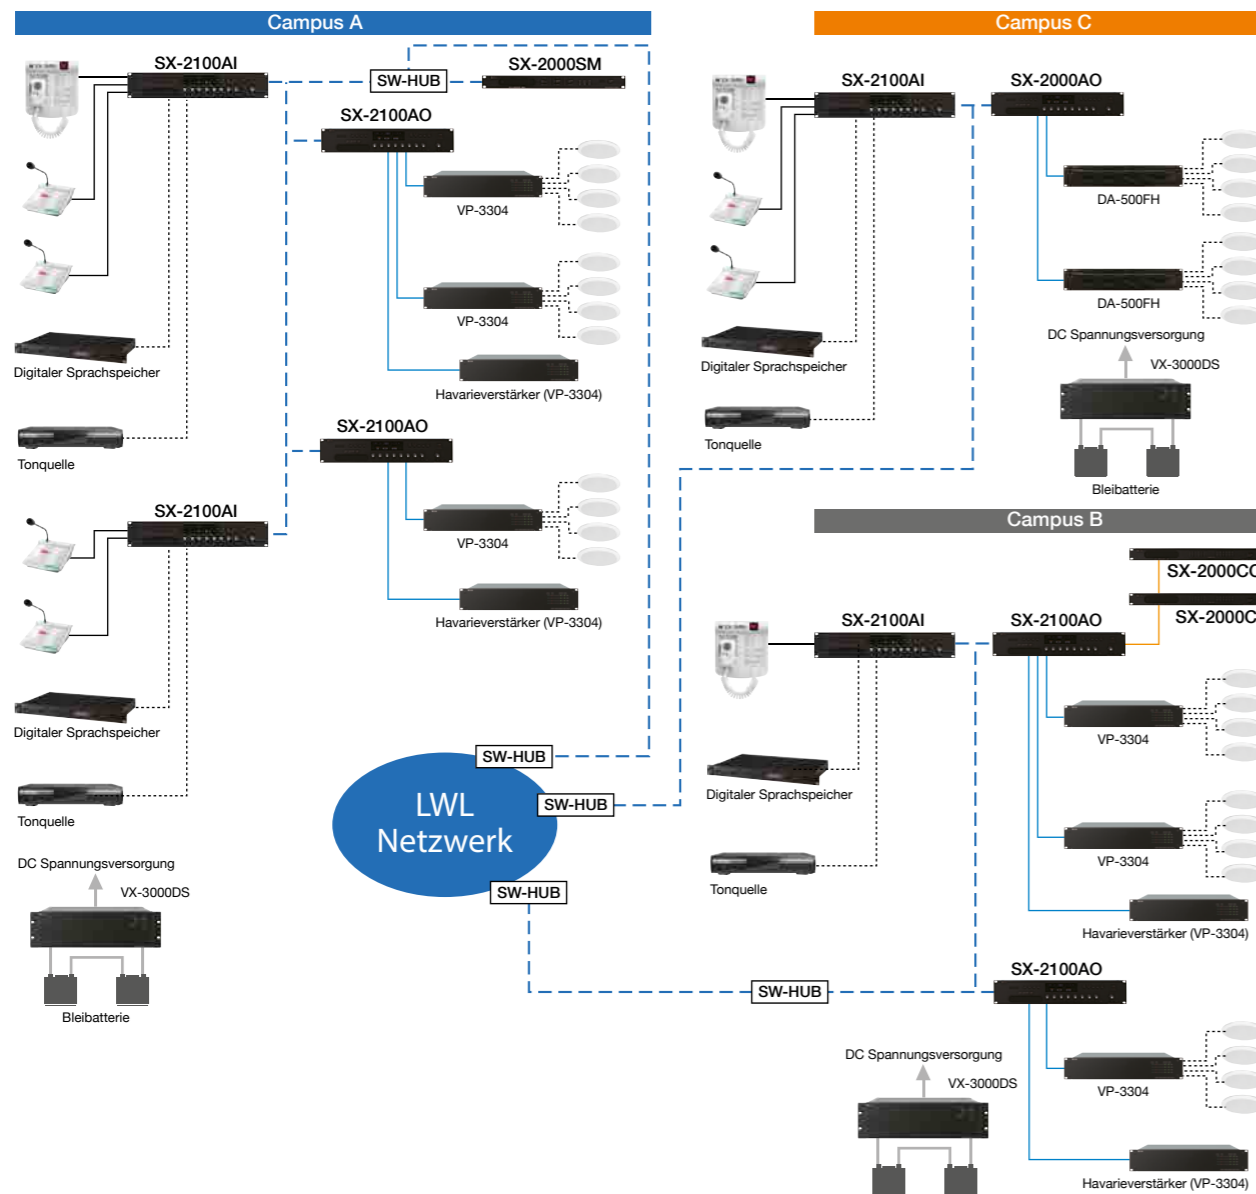 Campus A
SX-2100AI
SW-HUB
SX-2000SM
SX-2100AO
VP-3304
VP-3304
Digitaler Sprachspeicher
Havarieverstärker (VP-3304)
SX-2100AO
Tonquelle
SX-2100AI
VP-3304
Havarieverstärker (VP-3304)
Digitaler Sprachspeicher
Tonquelle
DC Spannungsversorgung
VX-3000DS
Bleibatterie
SW-HUB
LWL
Netzwerk
SW-HUB
SW-HUB
Campus C
SX-2100AI
SX-2000AO
DA-500FH
DA-500FH
Digitaler Sprachspeicher
DC Spannungsversorgung
VX-3000DS
Tonquelle
Bleibatterie
Campus B
SX-2000CO
SX-2000C
SX-2100AI
SX-2100AO
VP-3304
Digitaler Sprachspeicher
VP-3304
Tonquelle
Havarieverstärker (VP-3304)
SX-2100AO
SW-HUB
DC Spannungsversorgung
VX-3000DS
VP-3304
Havarieverstärker (VP-3304)